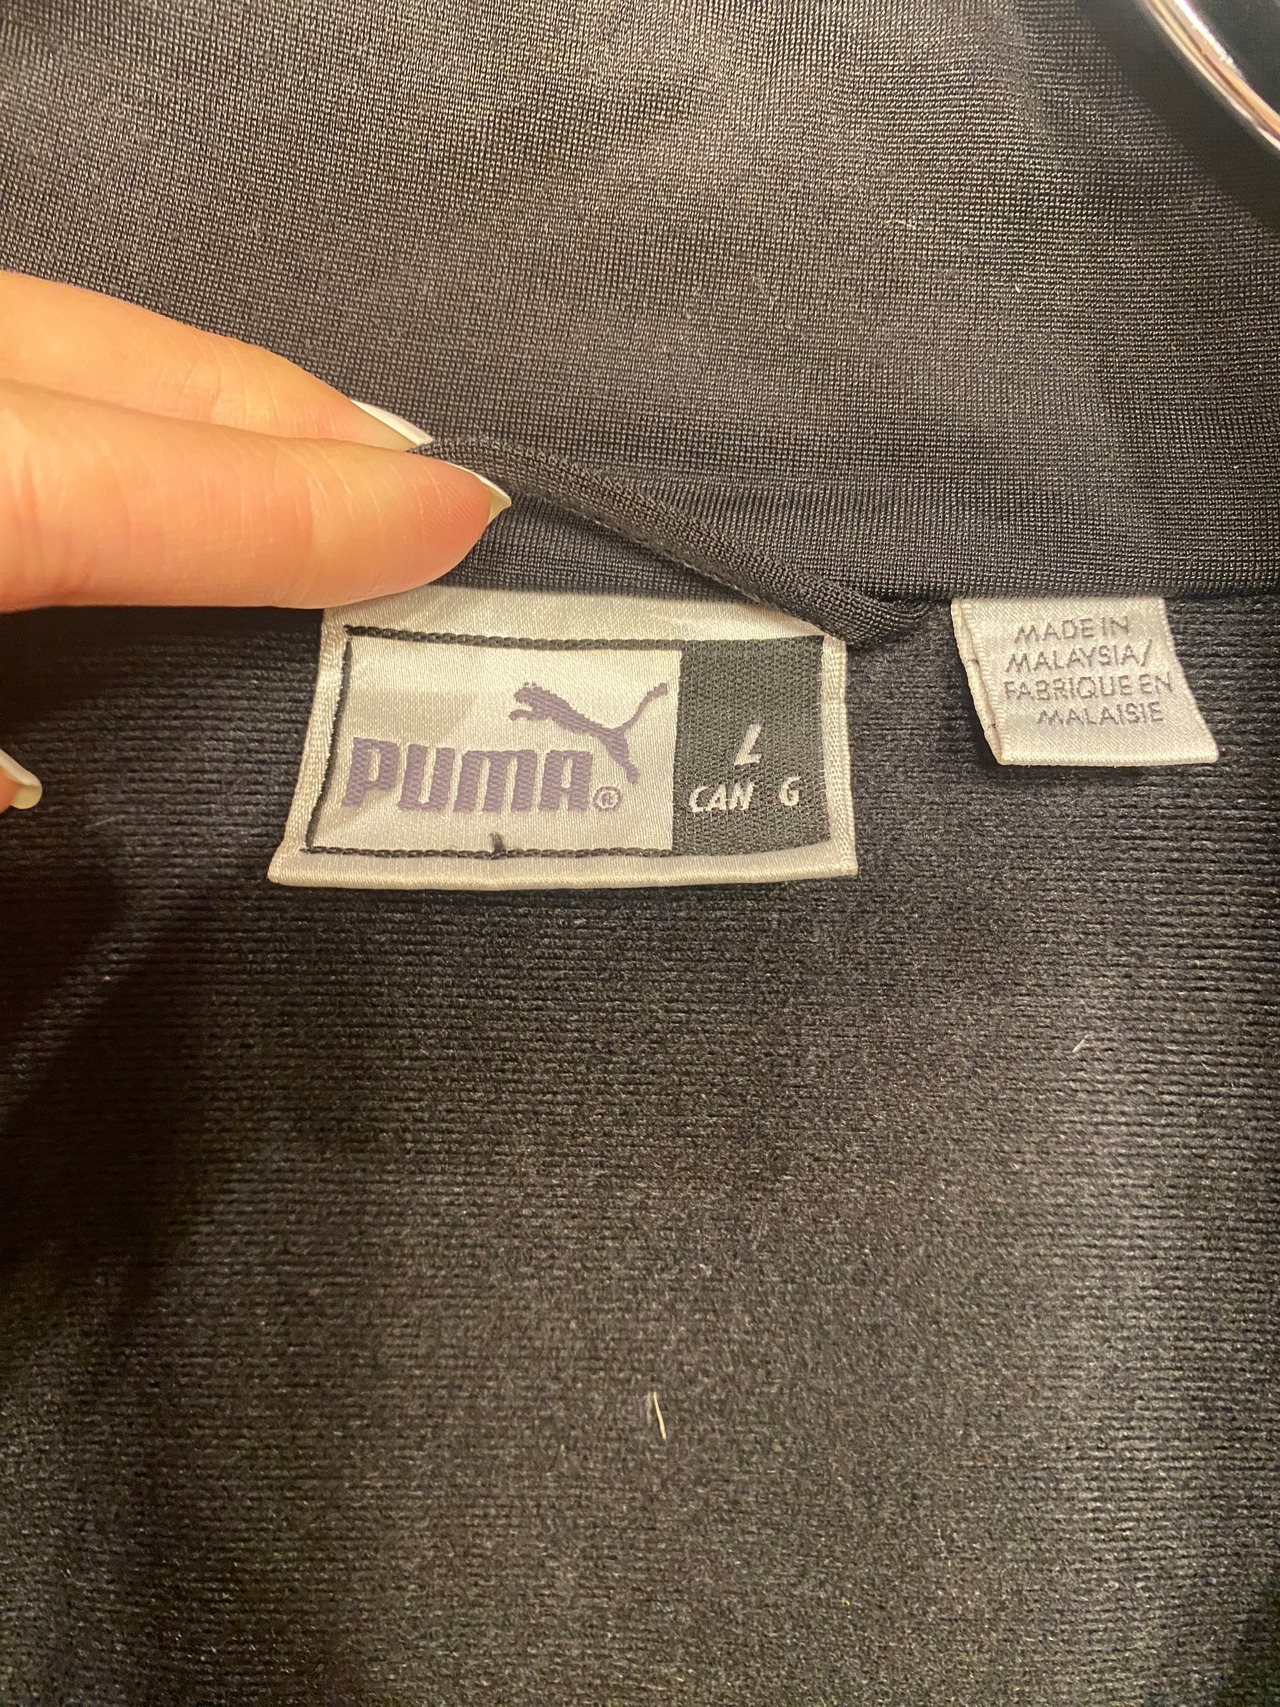 PUMA®
L
CAN G
MADE IN
MALAYSIA/
FABRIQUE EN
MALAISIE